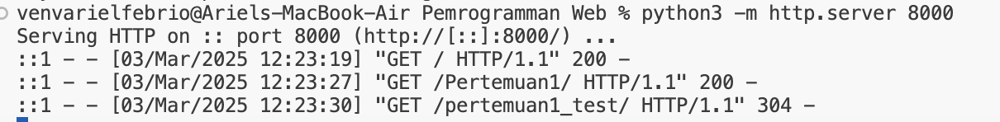 venvarielfebrio@Ariels-MacBook-Air Pemrogramman Web % python3 -m http.server 8000
Serving HTTP on :: port 8000 (http://[::]:8000/) ...
::1 - - [03/Mar/2025 12:23:19] "GET / HTTP/1.1" 200 -
::1 - - [03/Mar/2025 12:23:27] "GET /Pertemuan1/ HTTP/1.1" 200 -
::1 - - [03/Mar/2025 12:23:30] "GET /pertemuan1_test/ HTTP/1.1" 304 -